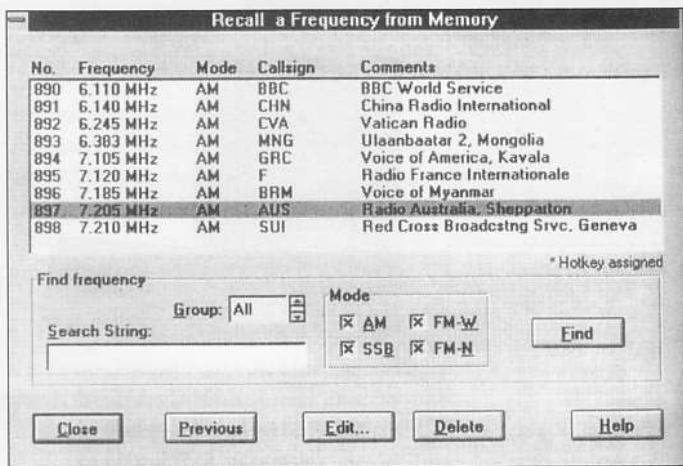 Recall a Frequency from Memory
No. Frequency Mode Callsign Comments
890 6.110 MHz AM BBC BBC World Service
891 6.140 MHz AM CHN China Radio International
892 6.245 MHz AM CVA Vatican Radio
893 6.383 MHz AM MNG Ulaanbaatar 2, Mongolia
894 7.105 MHz AM GRC Voice of America, Kavala
895 7.120 MHz AM F Radio France Internationale
896 7.185 MHz AM BRM Voice of Myanmar
897 7.205 MHz AM AUS Radio Australia, Shepparton
898 7.210 MHz AM SUI Red Cross Broadcstng Srvc, Geneva
* Hotkey assigned
Find frequency
Group: All
Search String:
Mode
AM FM-W
SSB FM-N
Find
Close Previous Edit... Delete Help